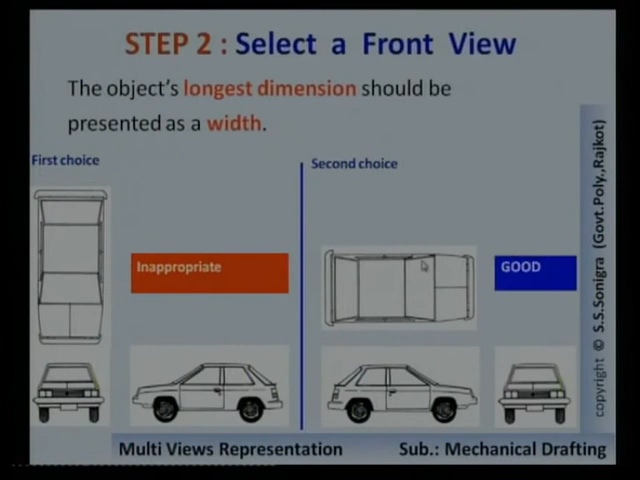 STEP 2 : Select a Front View
The object's longest dimension should be
presented as a width.
First choice
Second choice
Inappropriate
GOOD
Multi Views Representation
Sub.: Mechanical Drafting
copyright © S.S.Sonigra (Govt.Poly.,Rajkot)